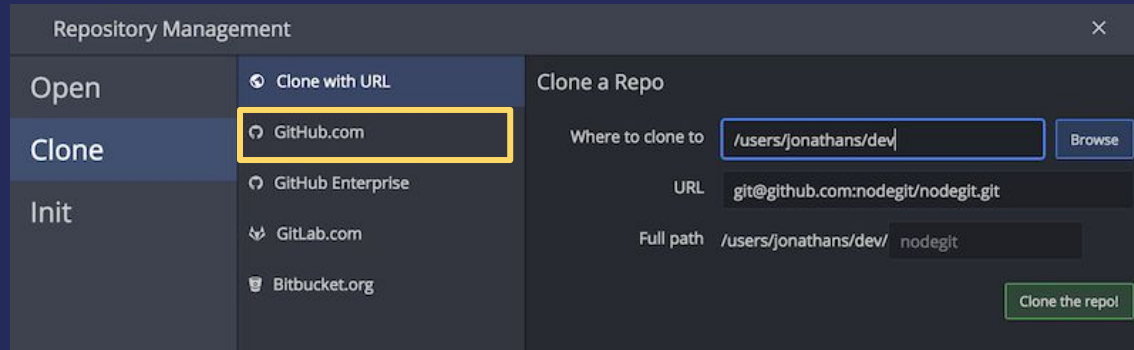 Repository Management
Open
Clone
Init
Clone with URL
GitHub.com
GitHub Enterprise
GitLab.com
Bitbucket.org
Clone a Repo
Where to clone to /users/jonathans/dev Browse
URL git@github.com:nodegit/nodegit.git
Full path /users/jonathans/dev/ nodegit
Clone the repo!